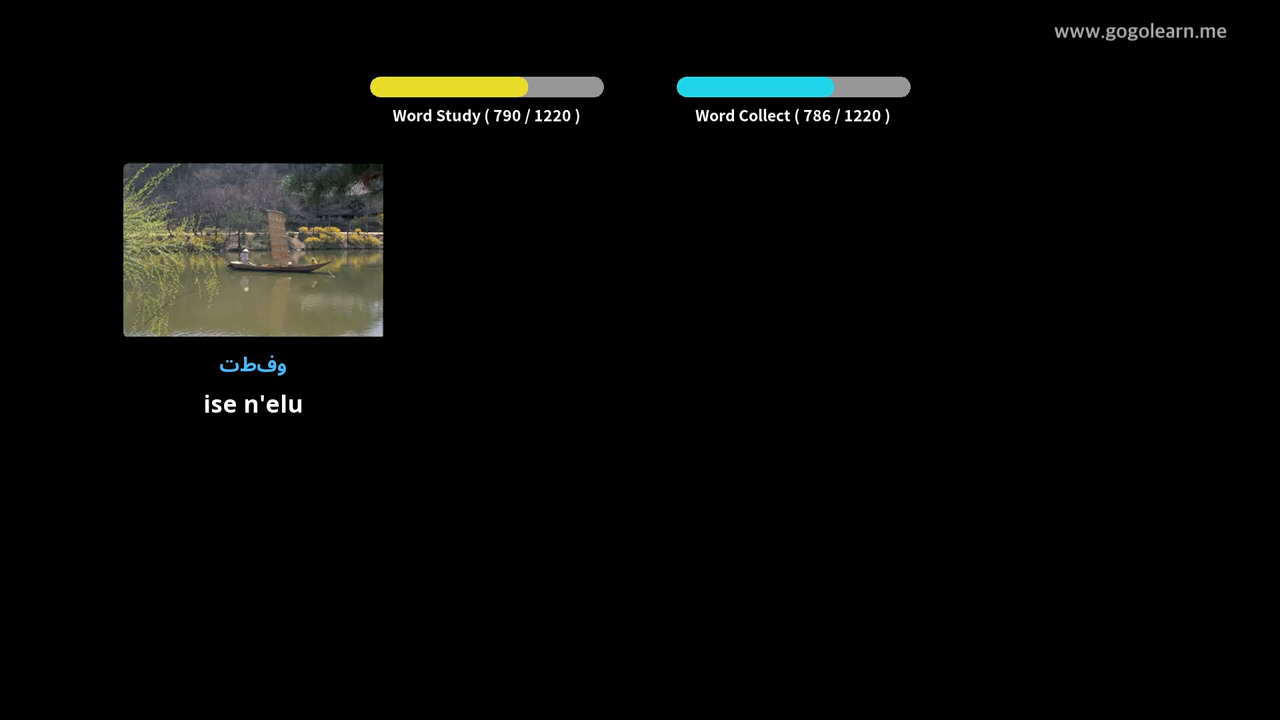 www.gogolearn.me
Word Study ( 790 / 1220 )
Word Collect ( 786 / 1220 )
وفطت
ise n'elu